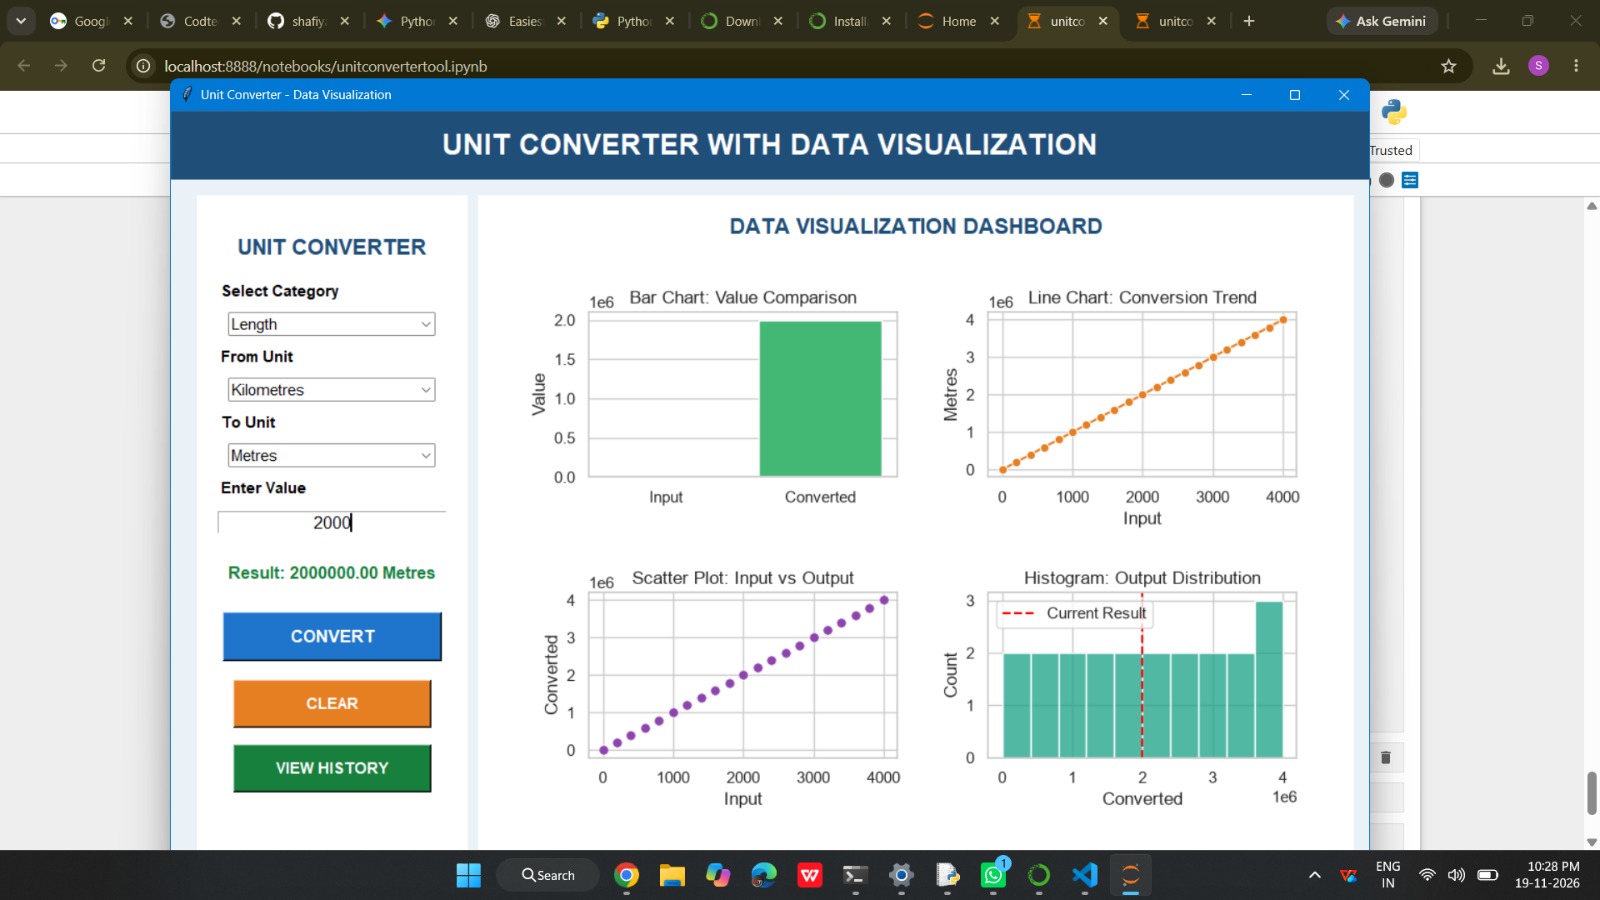 Googl
Codte
shafiy
Pythor
Easies
Pythor
Downl
Install
Home
unitco
unitco
Ask Gemini
localhost:8888/notebooks/unitconvertertool.ipynb
S
Unit Converter - Data Visualization
UNIT CONVERTER WITH DATA VISUALIZATION
Trusted
UNIT CONVERTER
Select Category
Length
From Unit
Kilometres
To Unit
Metres
Enter Value
2000
Result: 2000000.00 Metres
CONVERT
CLEAR
VIEW HISTORY
DATA VISUALIZATION DASHBOARD
1e6 Bar Chart: Value Comparison
2.0
1.5
1.0
0.5
0.0
Value
Input Converted
1e6 Line Chart: Conversion Trend
4
3
2
1
0
Metres
0 1000 2000 3000 4000
Input
1e6 Scatter Plot: Input vs Output
4
3
2
1
0
Converted
0 1000 2000 3000 4000
Input
Histogram: Output Distribution
Current Result
3
2
1
0
Count
0 1 2 3 4
Converted 1e6
Search
1
ENG
IN
10:28 PM
19-11-2026